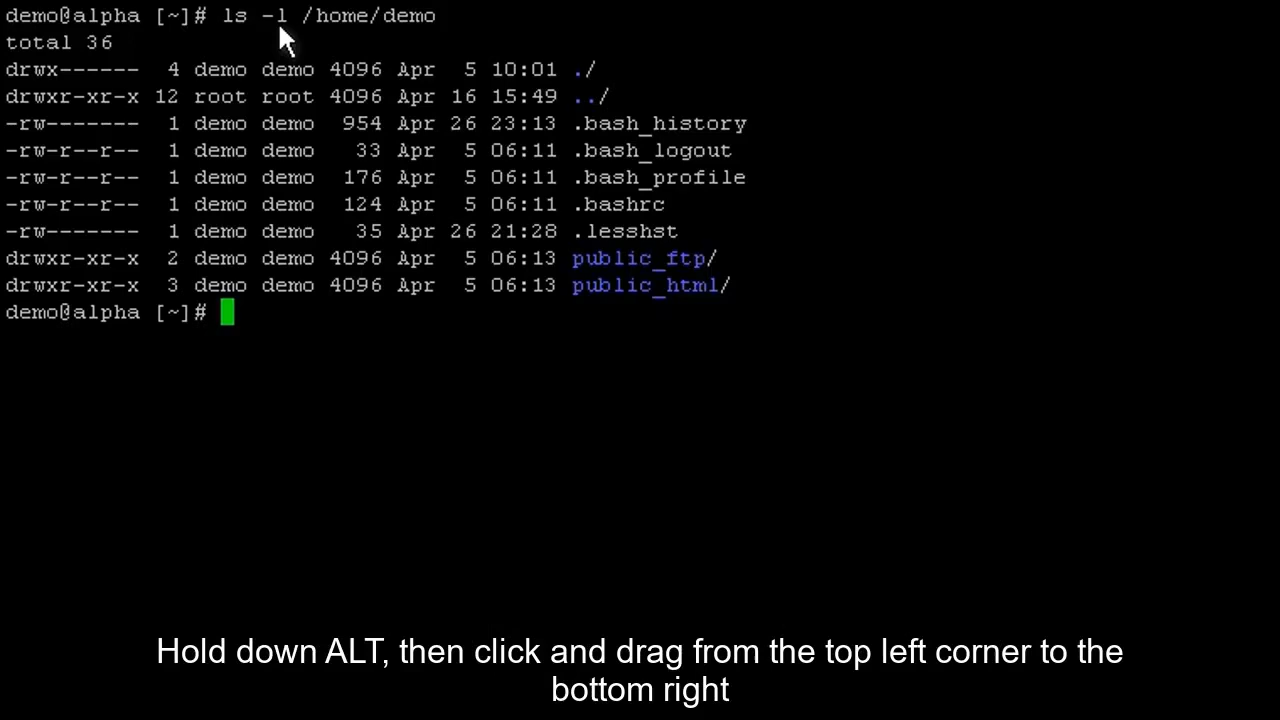 demo@alpha [~]# ls -l /home/demo
total 36
drwx------  4 demo demo 4096 Apr  5 10:01 ./
drwxr-xr-x 12 root root 4096 Apr 16 15:49 ../
-rw-------  1 demo demo  954 Apr 26 23:13 .bash_history
-rw-r--r--  1 demo demo   33 Apr  5 06:11 .bash_logout
-rw-r--r--  1 demo demo  176 Apr  5 06:11 .bash_profile
-rw-r--r--  1 demo demo  124 Apr  5 06:11 .bashrc
-rw-------  1 demo demo   35 Apr 26 21:28 .lesshst
drwxr-xr-x  2 demo demo 4096 Apr  5 06:13 public_ftp/
drwxr-xr-x  3 demo demo 4096 Apr  5 06:13 public_html/
demo@alpha [~]#
Hold down ALT, then click and drag from the top left corner to the
bottom right